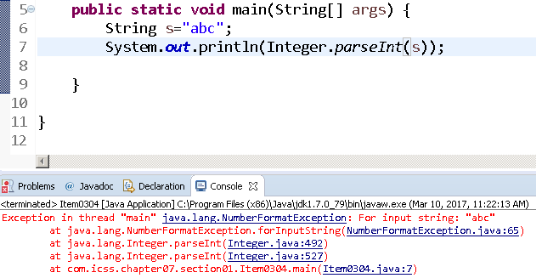 5 public static void main(String[] args) {
6 String s="abc";
7 System.out.println(Integer.parseInt(s));
8
9 }
10
11 }
12
Problems @ Javadoc Declaration Console
<terminated> Item0304 [Java Application] C:\Program Files (x86)\Java\jdk1.7.0_79\bin\javaw.exe (Mar 10, 2017, 11:22:13 AM)
Exception in thread "main" java.lang.NumberFormatException: For input string: "abc"
at java.lang.NumberFormatException.forInputString(NumberFormatException.java:65)
at java.lang.Integer.parseInt(Integer.java:492)
at java.lang.Integer.parseInt(Integer.java:527)
at com.icss.chapter07.section01.Item0304.main(Item0304.java:7)